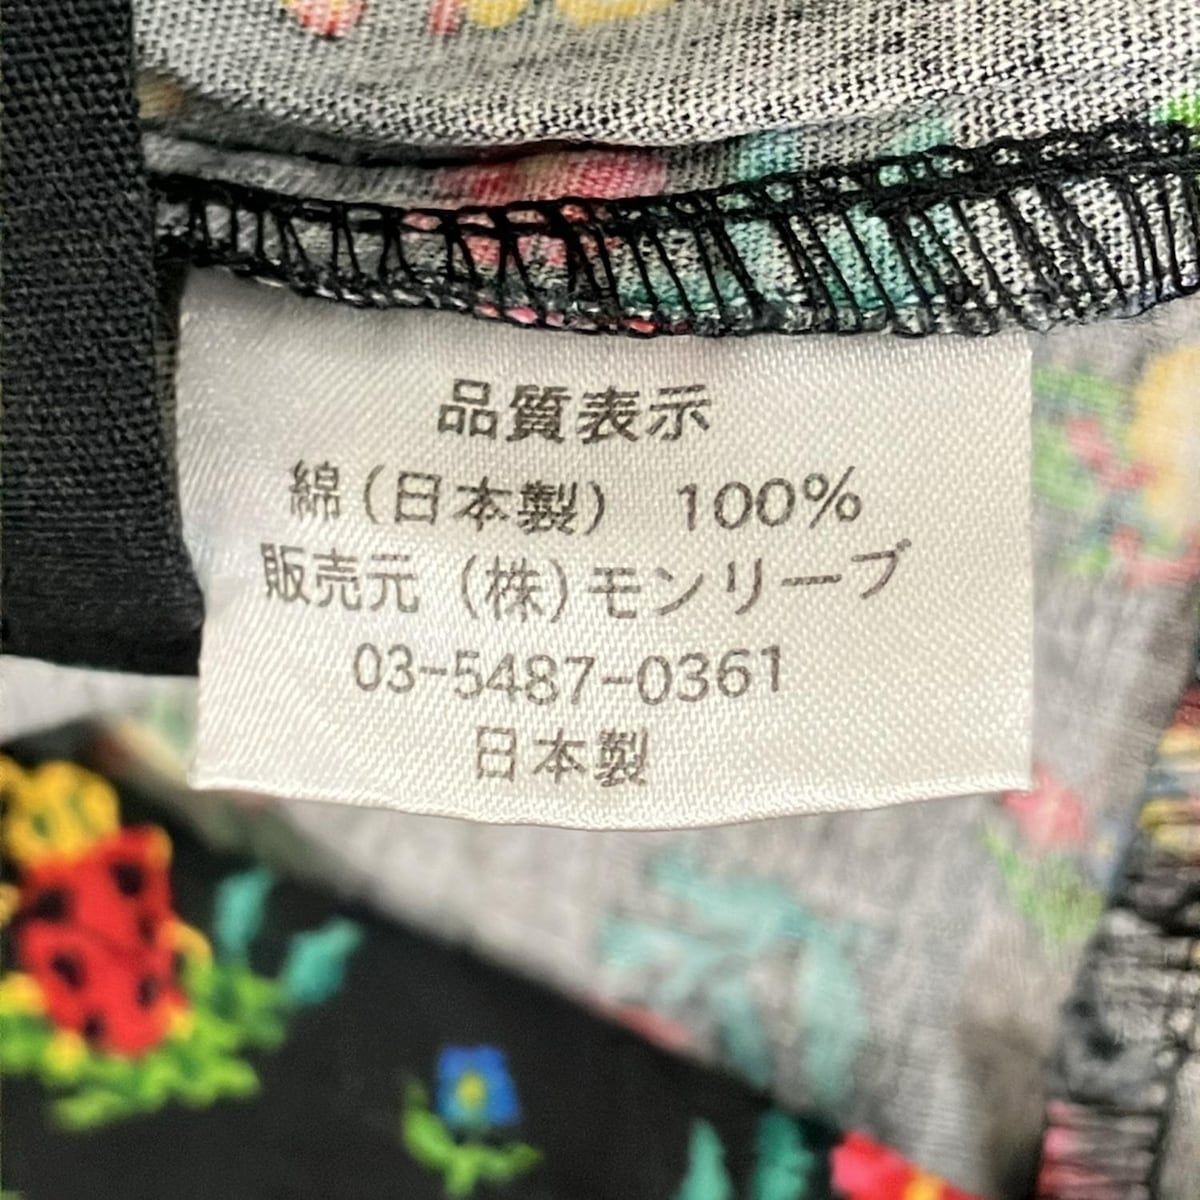 品質表示
綿(日本製) 100%
販売元 (株)モンリーブ
03-5487-0361
日本製